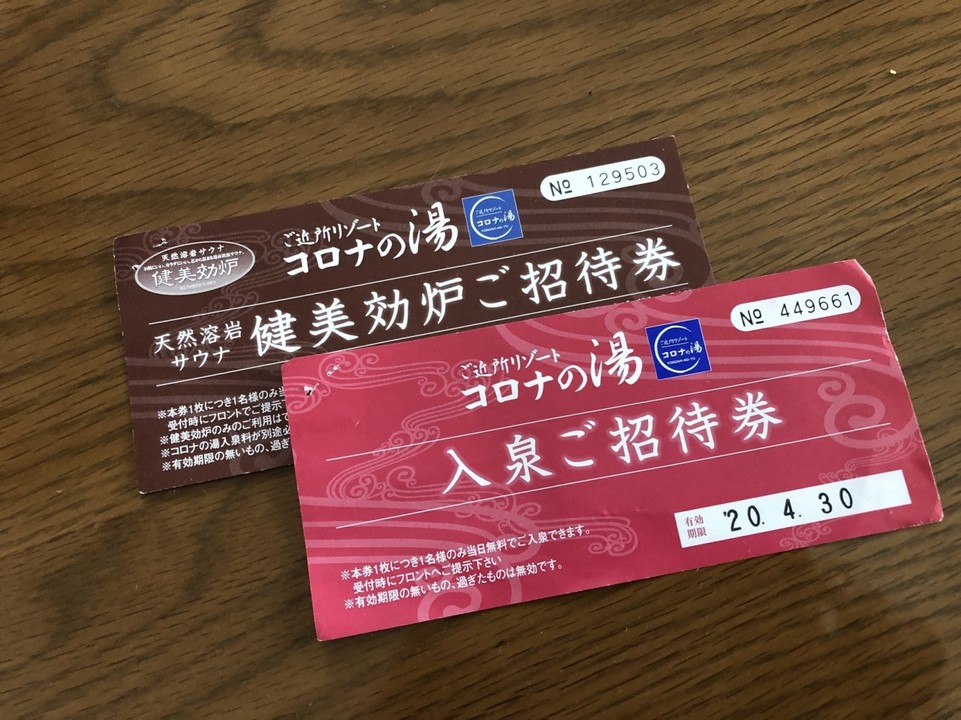 № 129503
ご近所リゾート
コロナの湯
ご近所リゾート
コロナの湯
天然溶岩サウナ
健美効炉
天然溶岩
サウナ
健美効炉ご招待券
※本券1枚につき1名様のみ当
受付時にフロントでご提示下
※健美効炉のみのご利用はで
※コロナの湯入泉料が別途必
※有効期限の無いもの、過ぎ
№ 449661
ご近所リゾート
コロナの湯
ご近所リゾート
コロナの湯
KORONA-NO-YU
入泉ご招待券
有効
期限
'20. 4. 30
※本券1枚につき1名様のみ当日無料でご入泉できます。
受付時にフロントへご提示下さい
※有効期限の無いもの、過ぎたものは無効です。